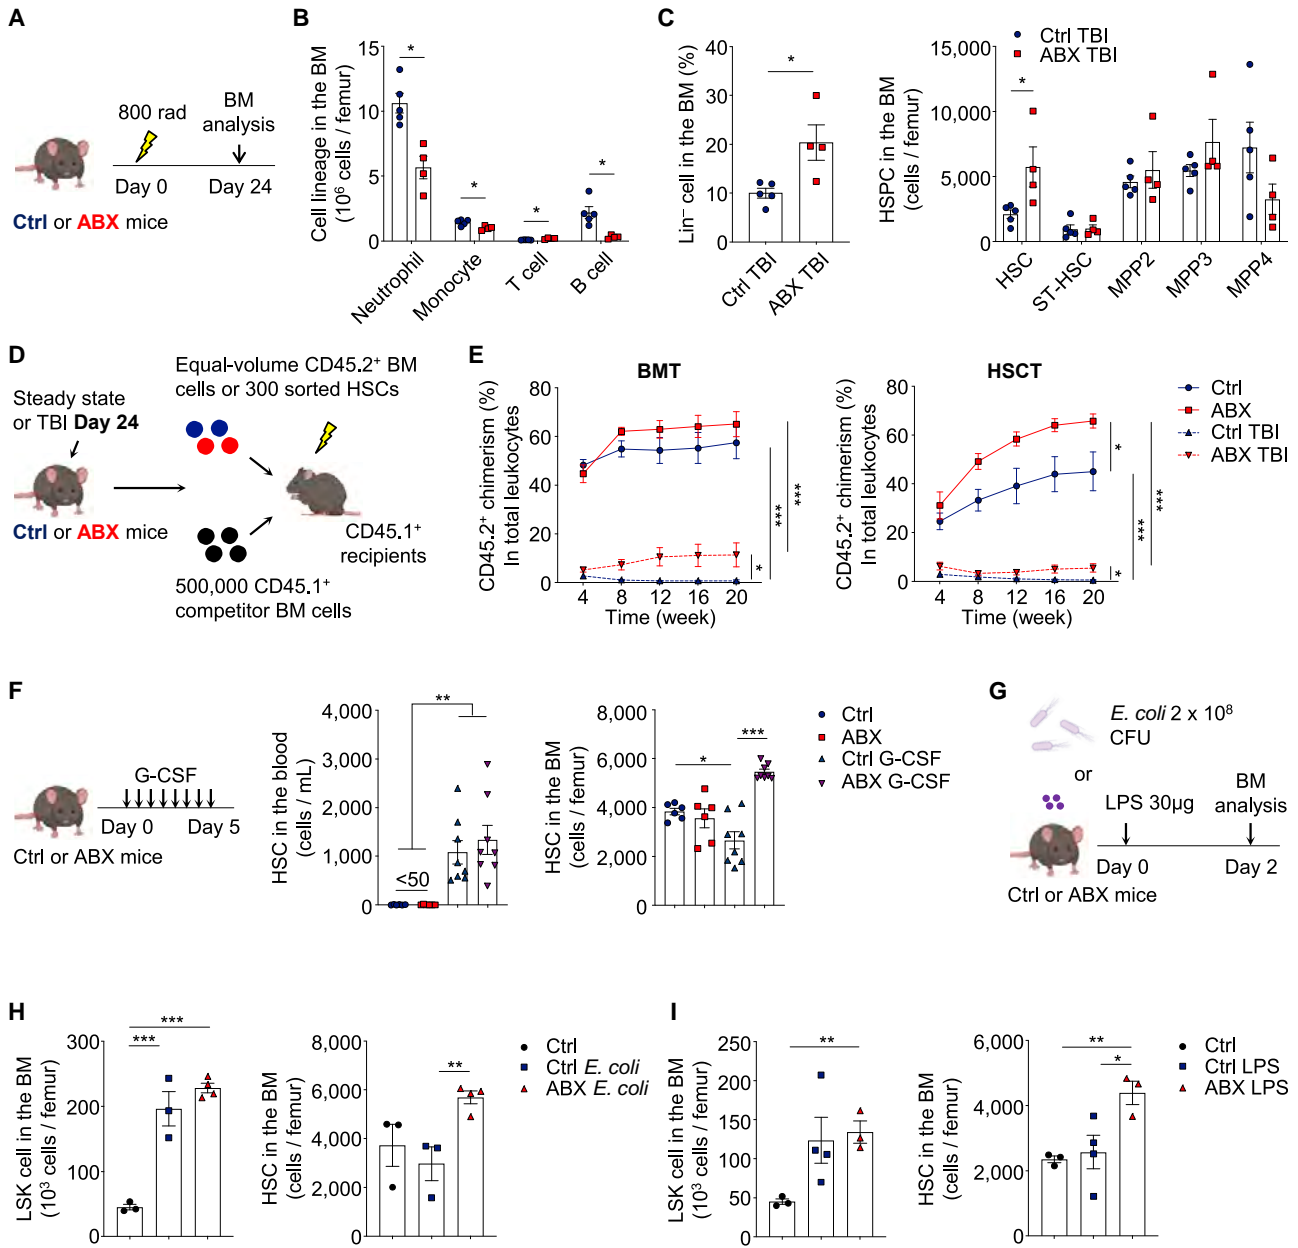 A
800 rad
BM
analysis
Day 0
Day 24
Ctrl or ABX mice
B
Cell lineage in the BM
(10⁶ cells / femur)
15
10
5
0
*
*
*
*
Neutrophil
Monocyte
T cell
B cell
C
Lin⁻ cell in the BM (%)
40
30
20
10
0
*
Ctrl TBI
ABX TBI
HSPC in the BM
(cells / femur)
15,000
10,000
5,000
0
*
Ctrl TBI
ABX TBI
HSC
ST-HSC
MPP2
MPP3
MPP4
D
Steady state
or TBI Day 24
Equal-volume CD45.2⁺ BM
cells or 300 sorted HSCs
Ctrl or ABX mice
CD45.1⁺
recipients
500,000 CD45.1⁺
competitor BM cells
E
BMT
CD45.2⁺ chimerism (%)
In total leukocytes
80
60
40
20
0
4 8 12 16 20
Time (week)
*
***
***
HSCT
CD45.2⁺ chimerism (%)
In total leukocytes
80
60
40
20
0
4 8 12 16 20
Time (week)
*
*
***
***
Ctrl
ABX
Ctrl TBI
ABX TBI
F
G-CSF
Day 0
Day 5
Ctrl or ABX mice
HSC in the blood
(cells / mL)
4,000
3,000
2,000
1,000
0
<50
**
HSC in the BM
(cells / femur)
8,000
6,000
4,000
2,000
0
*
***
Ctrl
ABX
Ctrl G-CSF
ABX G-CSF
G
E. coli 2 x 10⁸
CFU
or
LPS 30µg
BM
analysis
Day 0
Day 2
Ctrl or ABX mice
H
LSK cell in the BM
(10³ cells / femur)
300
200
100
0
***
***
HSC in the BM
(cells / femur)
8,000
6,000
4,000
2,000
0
**
Ctrl
Ctrl E. coli
ABX E. coli
I
LSK cell in the BM
(10³ cells / femur)
250
200
150
100
50
0
**
HSC in the BM
(cells / femur)
6,000
4,000
2,000
0
**
*
Ctrl
Ctrl LPS
ABX LPS